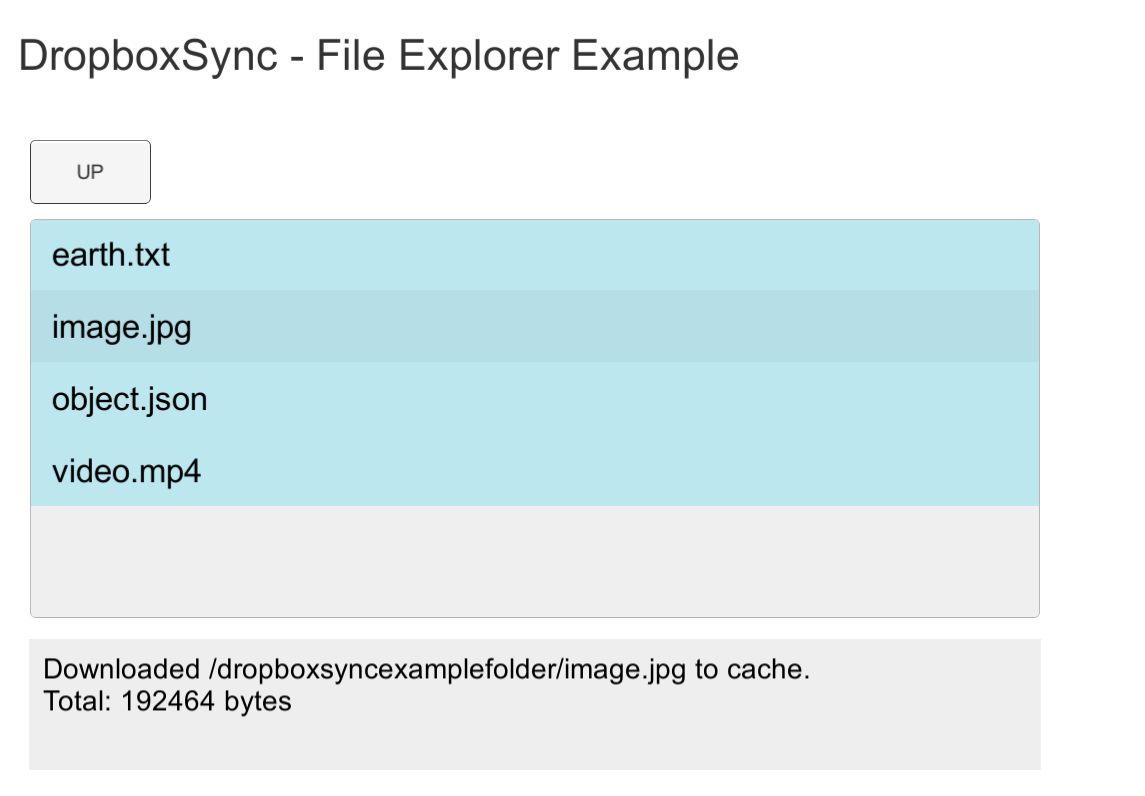 DropboxSync - File Explorer Example
UP
earth.txt
image.jpg
object.json
video.mp4
Downloaded /dropboxsyncexamplefolder/image.jpg to cache.
Total: 192464 bytes